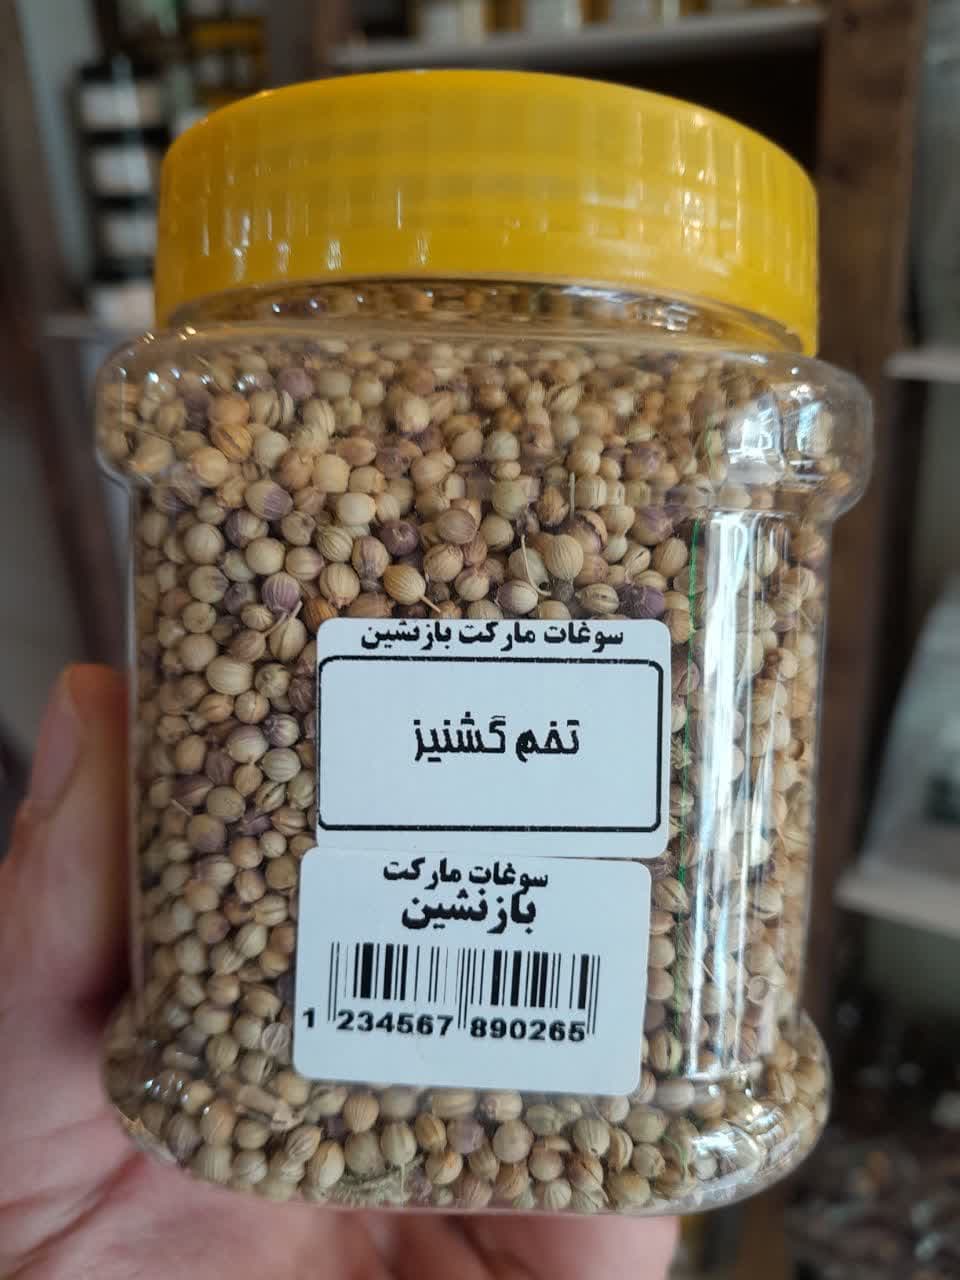 سوغات مارکت بازنشین
تخم گشنیز
سوغات مارکت
بازنشین
1 234567 890265